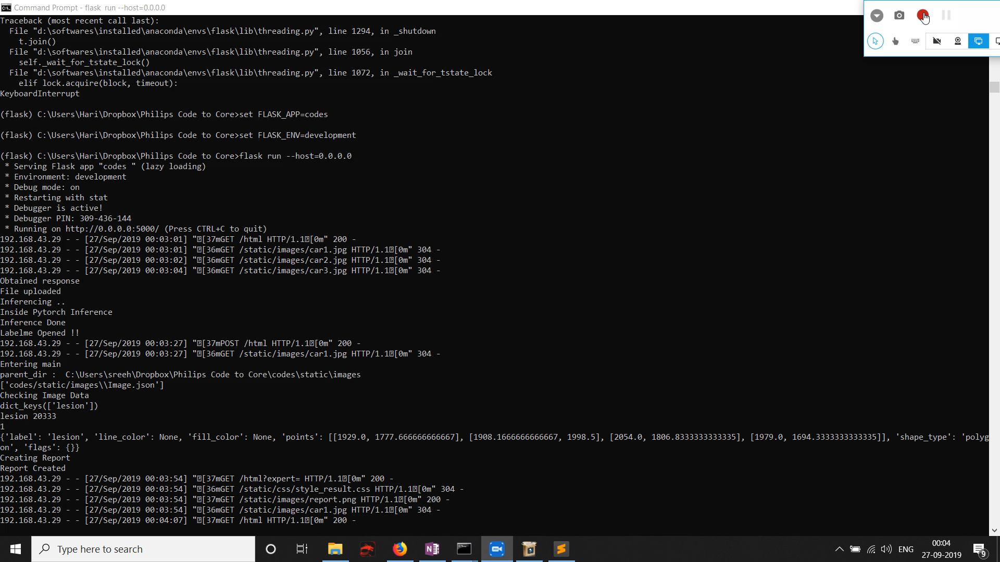 Command Prompt - flask  run --host=0.0.0.0
Traceback (most recent call last):
  File "d:\softwares\installed\anaconda\envs\flask\lib\threading.py", line 1294, in _shutdown
    t.join()
  File "d:\softwares\installed\anaconda\envs\flask\lib\threading.py", line 1056, in join
    self._wait_for_tstate_lock()
  File "d:\softwares\installed\anaconda\envs\flask\lib\threading.py", line 1072, in _wait_for_tstate_lock
    elif lock.acquire(block, timeout):
KeyboardInterrupt
(flask) C:\Users\Hari\Dropbox\Philips Code to Core>set FLASK_APP=codes
(flask) C:\Users\Hari\Dropbox\Philips Code to Core>set FLASK_ENV=development
(flask) C:\Users\Hari\Dropbox\Philips Code to Core>flask run --host=0.0.0.0
 * Serving Flask app "codes " (lazy loading)
 * Environment: development
 * Debug mode: on
 * Restarting with stat
 * Debugger is active!
 * Debugger PIN: 309-436-144
 * Running on http://0.0.0.0:5000/ (Press CTRL+C to quit)
192.168.43.29 - - [27/Sep/2019 00:03:01] "[37mGET /html HTTP/1.1[0m" 200 -
192.168.43.29 - - [27/Sep/2019 00:03:01] "[36mGET /static/images/car1.jpg HTTP/1.1[0m" 304 -
192.168.43.29 - - [27/Sep/2019 00:03:02] "[36mGET /static/images/car2.jpg HTTP/1.1[0m" 304 -
192.168.43.29 - - [27/Sep/2019 00:03:04] "[36mGET /static/images/car3.jpg HTTP/1.1[0m" 304 -
Obtained response
File uploaded
Inferencing ..
Inside Pytorch Inference
Inference Done
Labelme Opened !!
192.168.43.29 - - [27/Sep/2019 00:03:27] "[37mPOST /html HTTP/1.1[0m" 200 -
192.168.43.29 - - [27/Sep/2019 00:03:27] "[36mGET /static/images/car1.jpg HTTP/1.1[0m" 304 -
Entering main
parent_dir :  C:\Users\sreeh\Dropbox\Philips Code to Core\codes\static\images
['codes/static/images\\Image.json']
Checking Image Data
dict_keys(['lesion'])
lesion 20333
1
{'label': 'lesion', 'line_color': None, 'fill_color': None, 'points': [[1929.0, 1777.666666666667], [1908.1666666666667, 1998.5], [2054.0, 1806.8333333333335], [1979.0, 1694.3333333333335]], 'shape_type': 'polyg
on', 'flags': {}}
Creating Report
Report Created
192.168.43.29 - - [27/Sep/2019 00:03:54] "[37mGET /html?expert= HTTP/1.1[0m" 200 -
192.168.43.29 - - [27/Sep/2019 00:03:54] "[36mGET /static/css/style_result.css HTTP/1.1[0m" 304 -
192.168.43.29 - - [27/Sep/2019 00:03:54] "[37mGET /static/images/report.png HTTP/1.1[0m" 200 -
192.168.43.29 - - [27/Sep/2019 00:03:54] "[36mGET /static/images/car1.jpg HTTP/1.1[0m" 304 -
192.168.43.29 - - [27/Sep/2019 00:04:07] "[37mGET /html HTTP/1.1[0m" 200 -
Type here to search
N
ENG
00:04
27-09-2019
9